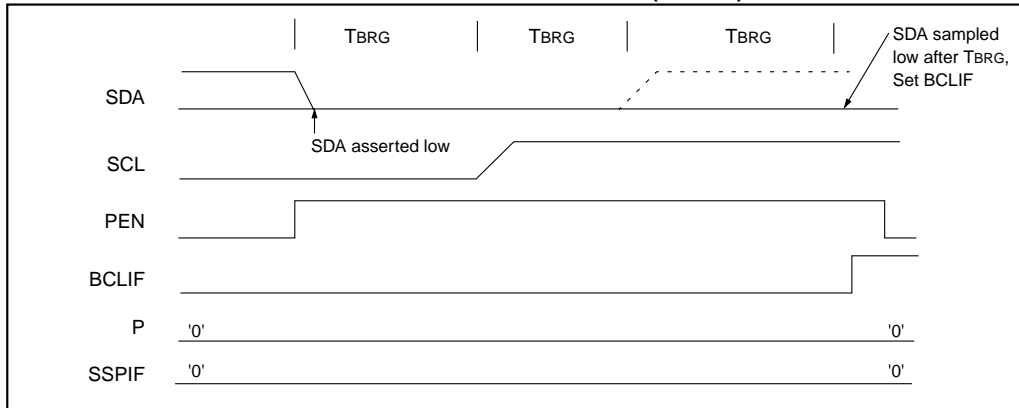 TBRG TBRG TBRG
SDA sampled
low after TBRG,
Set BCLIF
SDA
SDA asserted low
SCL
PEN
BCLIF
P '0' '0'
SSPIF '0' '0'